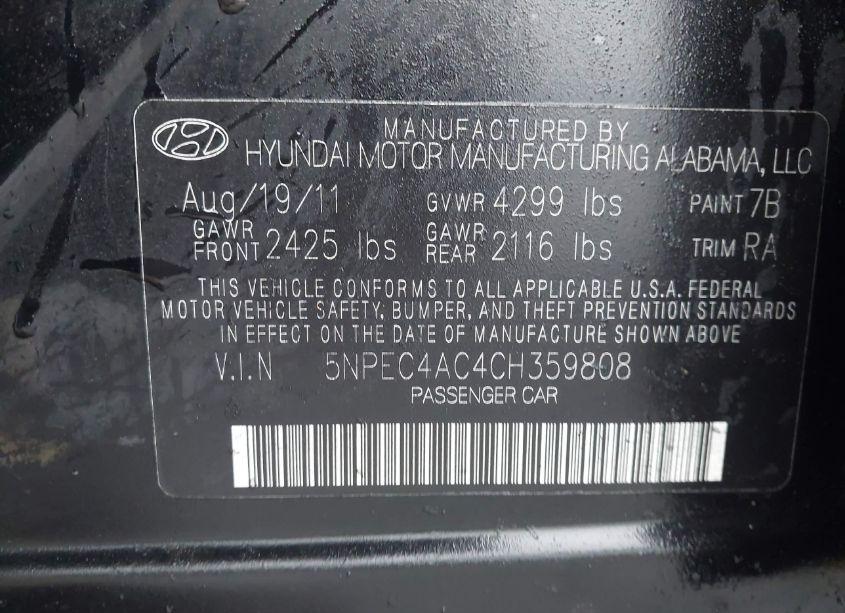 MANUFACTURED BY
HYUNDAI MOTOR MANUFACTURING ALABAMA, LLC
Aug/19/11 GVWR 4299 lbs PAINT 7B
GAWR FRONT 2425 lbs GAWR REAR 2116 lbs TRIM RA
THIS VEHICLE CONFORMS TO ALL APPLICABLE U.S.A. FEDERAL
MOTOR VEHICLE SAFETY, BUMPER, AND THEFT PREVENTION STANDARDS
IN EFFECT ON THE DATE OF MANUFACTURE SHOWN ABOVE
V.I.N 5NPEC4AC4CH359808
PASSENGER CAR